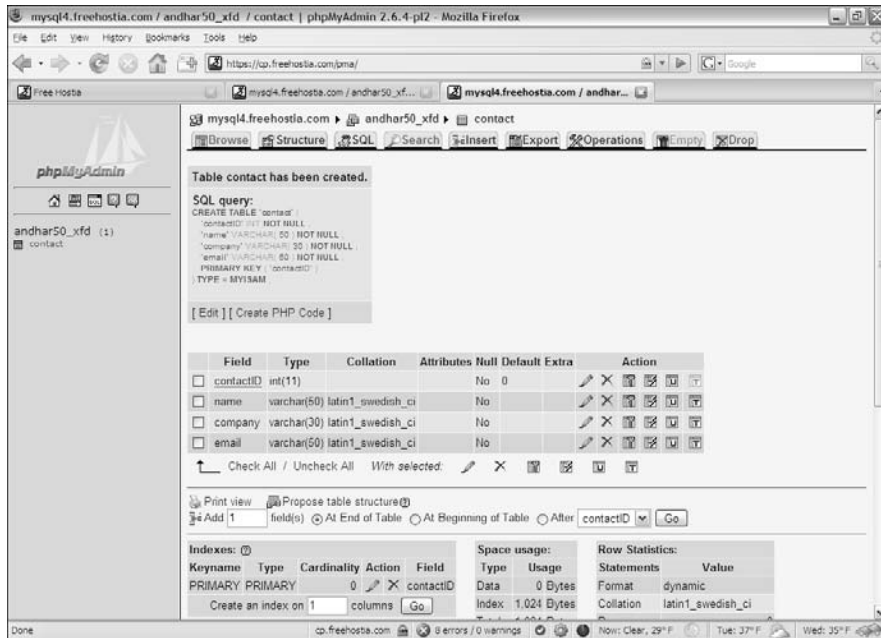 mysql4.freehostia.com / andhar50_xfd / contact | phpMyAdmin 2.6.4-pl2 - Mozilla Firefox
File Edit View History Bookmarks Tools Help
https://cp.freehostia.com/pma/
Google
Free Hostia
mysql4.freehostia.com / andhar50_xf...
mysql4.freehostia.com / andhar...
mysql4.freehostia.com andhar50_xfd contact
Browse Structure SQL Search Insert Export Operations Empty Drop
phpMyAdmin
andhar50_xfd (1)
contact
Table contact has been created.
SQL query:
CREATE TABLE `contact` (
`contactID` INT NOT NULL ,
`name` VARCHAR( 50 ) NOT NULL ,
`company` VARCHAR( 30 ) NOT NULL ,
`email` VARCHAR( 50 ) NOT NULL ,
PRIMARY KEY ( `contactID` )
) TYPE = MYISAM
[ Edit ] [ Create PHP Code ]
Field Type Collation Attributes Null Default Extra Action
contactID int(11) No 0
name varchar(50) latin1_swedish_ci No
company varchar(30) latin1_swedish_ci No
email varchar(50) latin1_swedish_ci No
Check All / Uncheck All With selected:
Print view Propose table structure
Add 1 field(s) At End of Table At Beginning of Table After contactID Go
Indexes:
Keyname Type Cardinality Action Field
PRIMARY PRIMARY 0 contactID
Create an index on 1 columns Go
Space usage:
Type Usage
Data 0 Bytes
Index 1,024 Bytes
Row Statistics:
Statements Value
Format dynamic
Collation latin1_swedish_ci
Done
cp.freehostia.com 8 errors / 0 warnings Now: Clear, 29° F Tue: 37° F Wed: 35° F